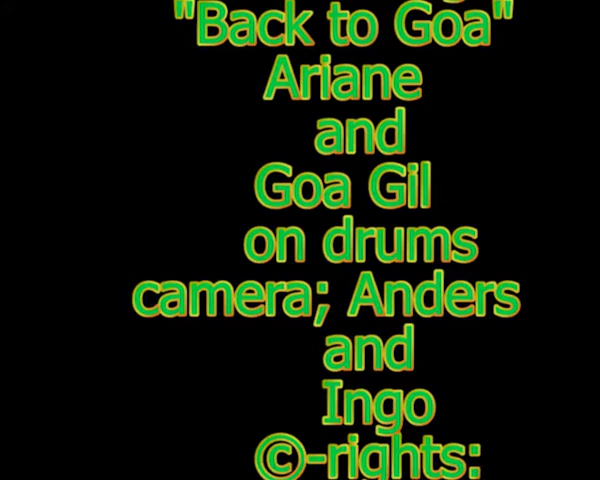 "Back to Goa"
Ariane
and
Goa Gil
on drums
camera; Anders
and
Ingo
©-rights: